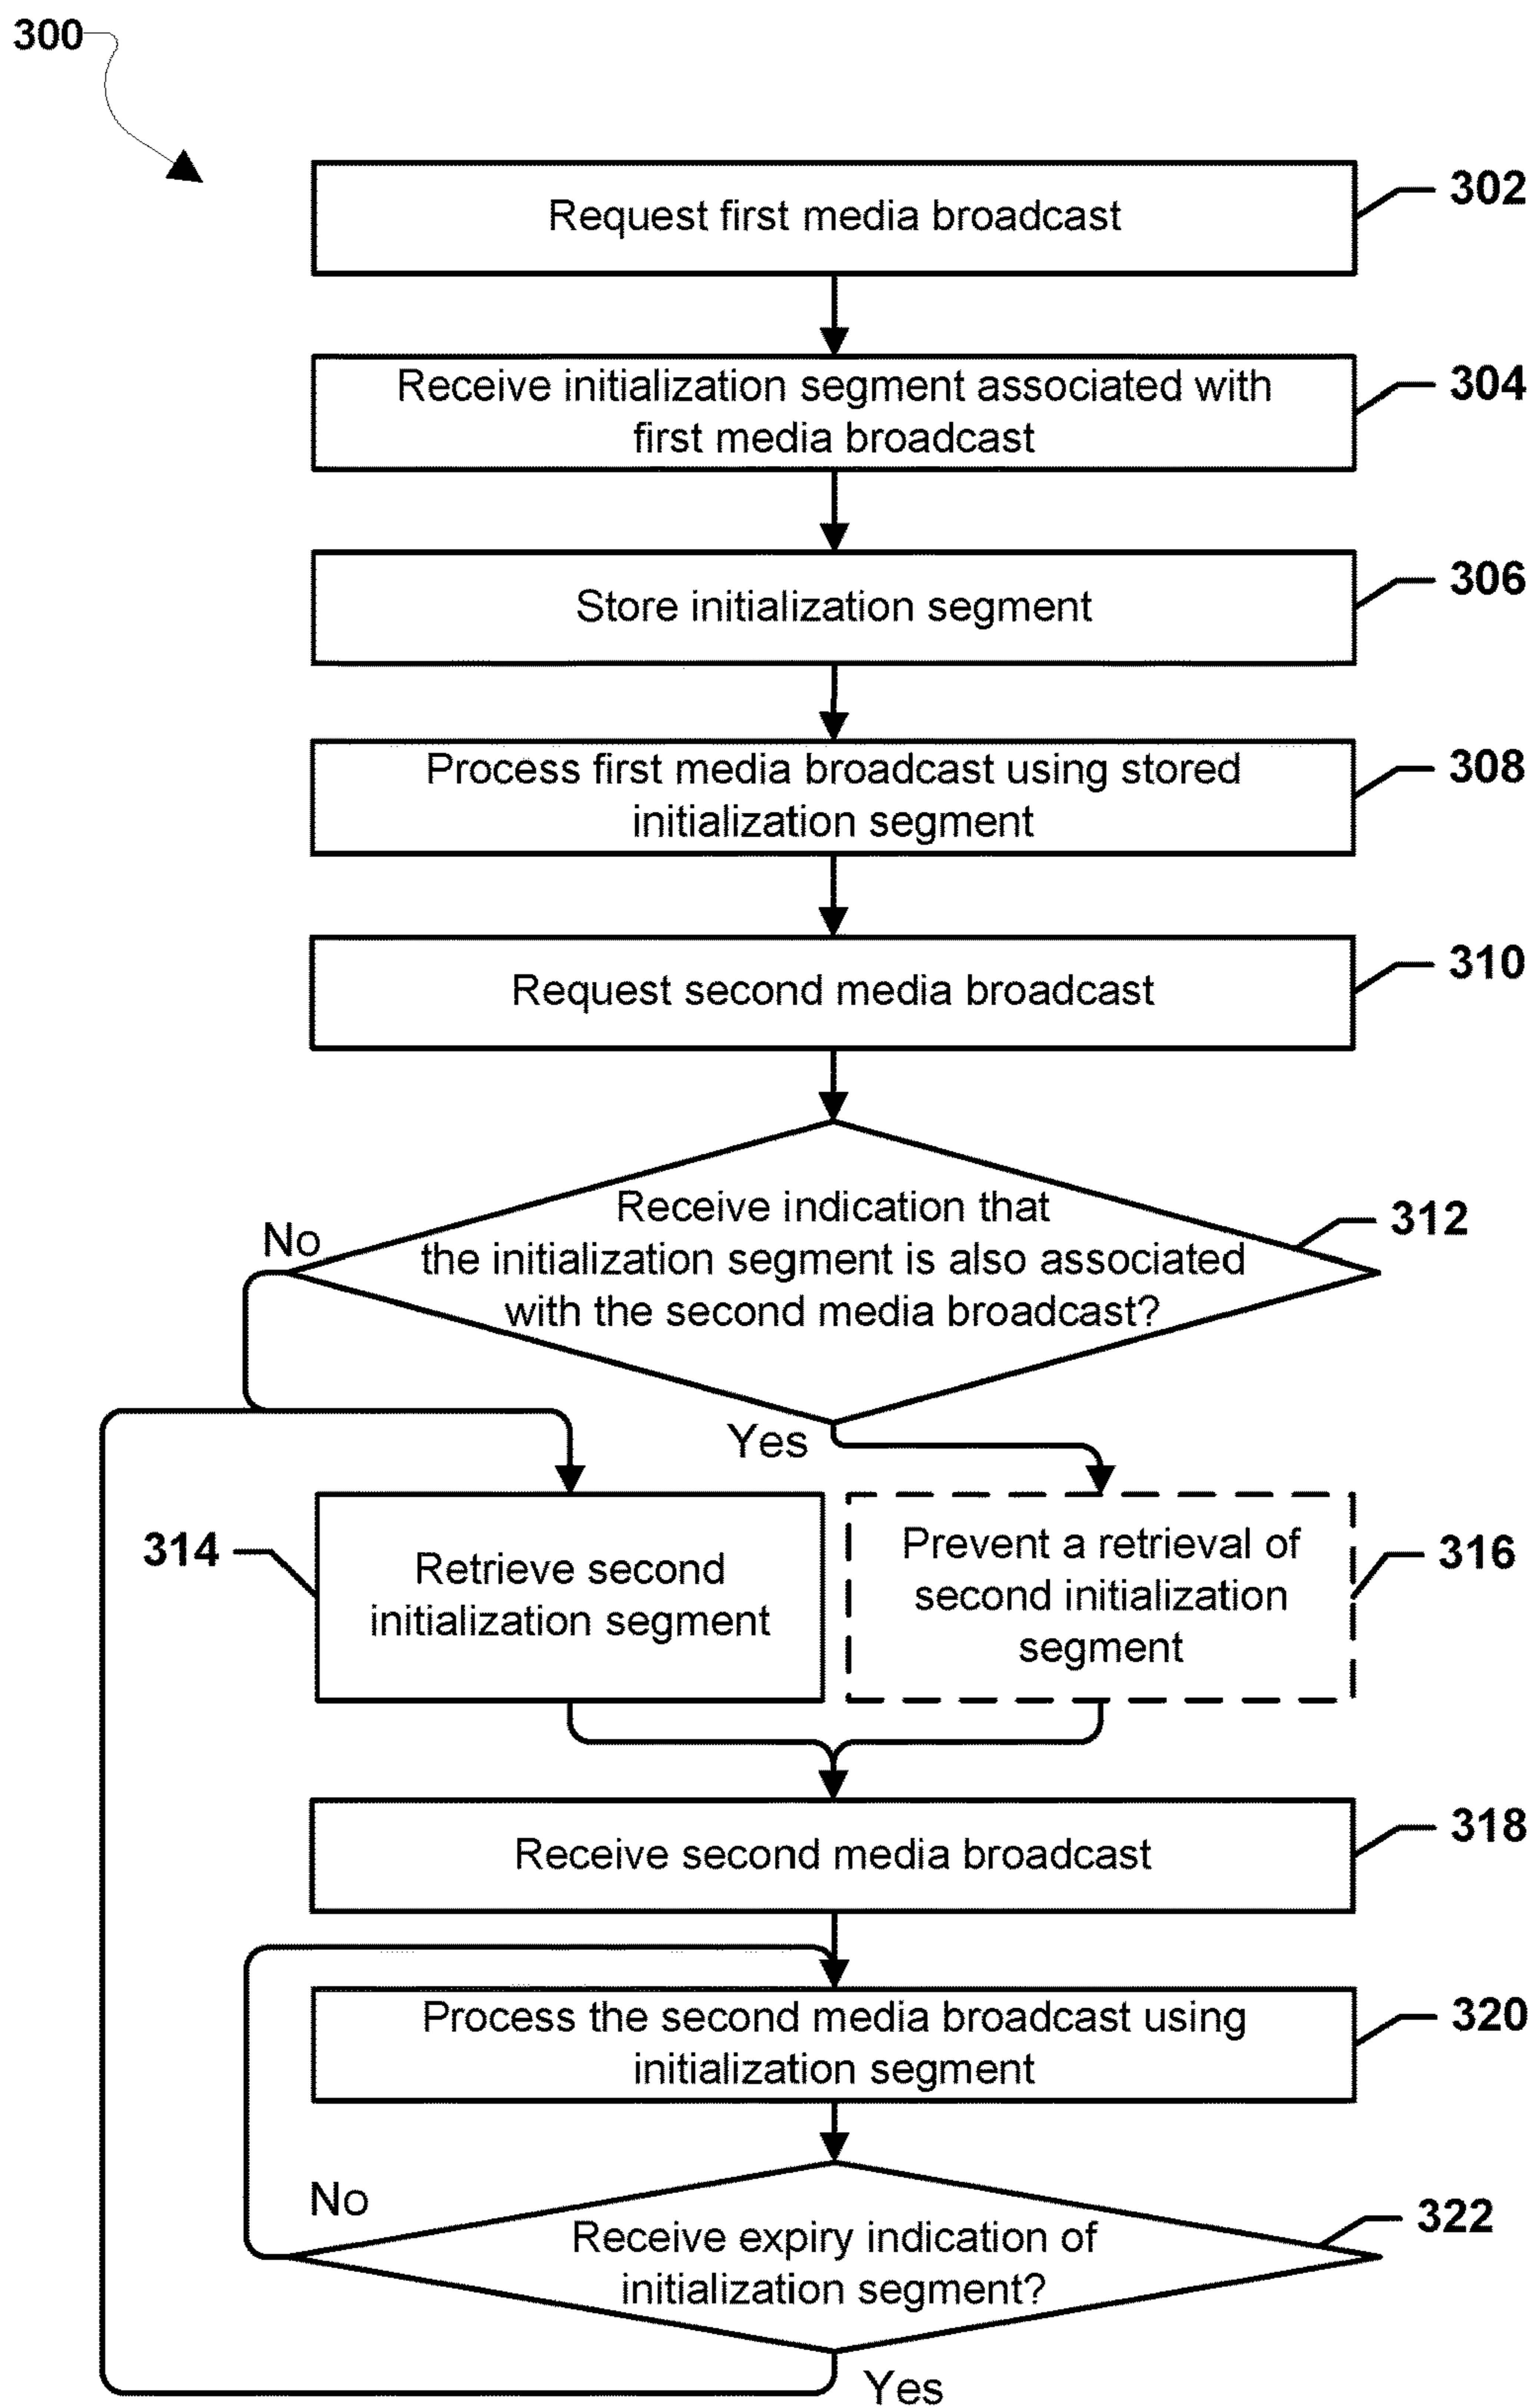 300
Request first media broadcast
302
Receive initialization segment associated with
first media broadcast
304
Store initialization segment
306
Process first media broadcast using stored
initialization segment
308
Request second media broadcast
310
Receive indication that
the initialization segment is also associated
with the second media broadcast?
312
No
Yes
314
Retrieve second
initialization segment
Prevent a retrieval of
second initialization
segment
316
Receive second media broadcast
318
Process the second media broadcast using
initialization segment
320
No
Receive expiry indication of
initialization segment?
322
Yes